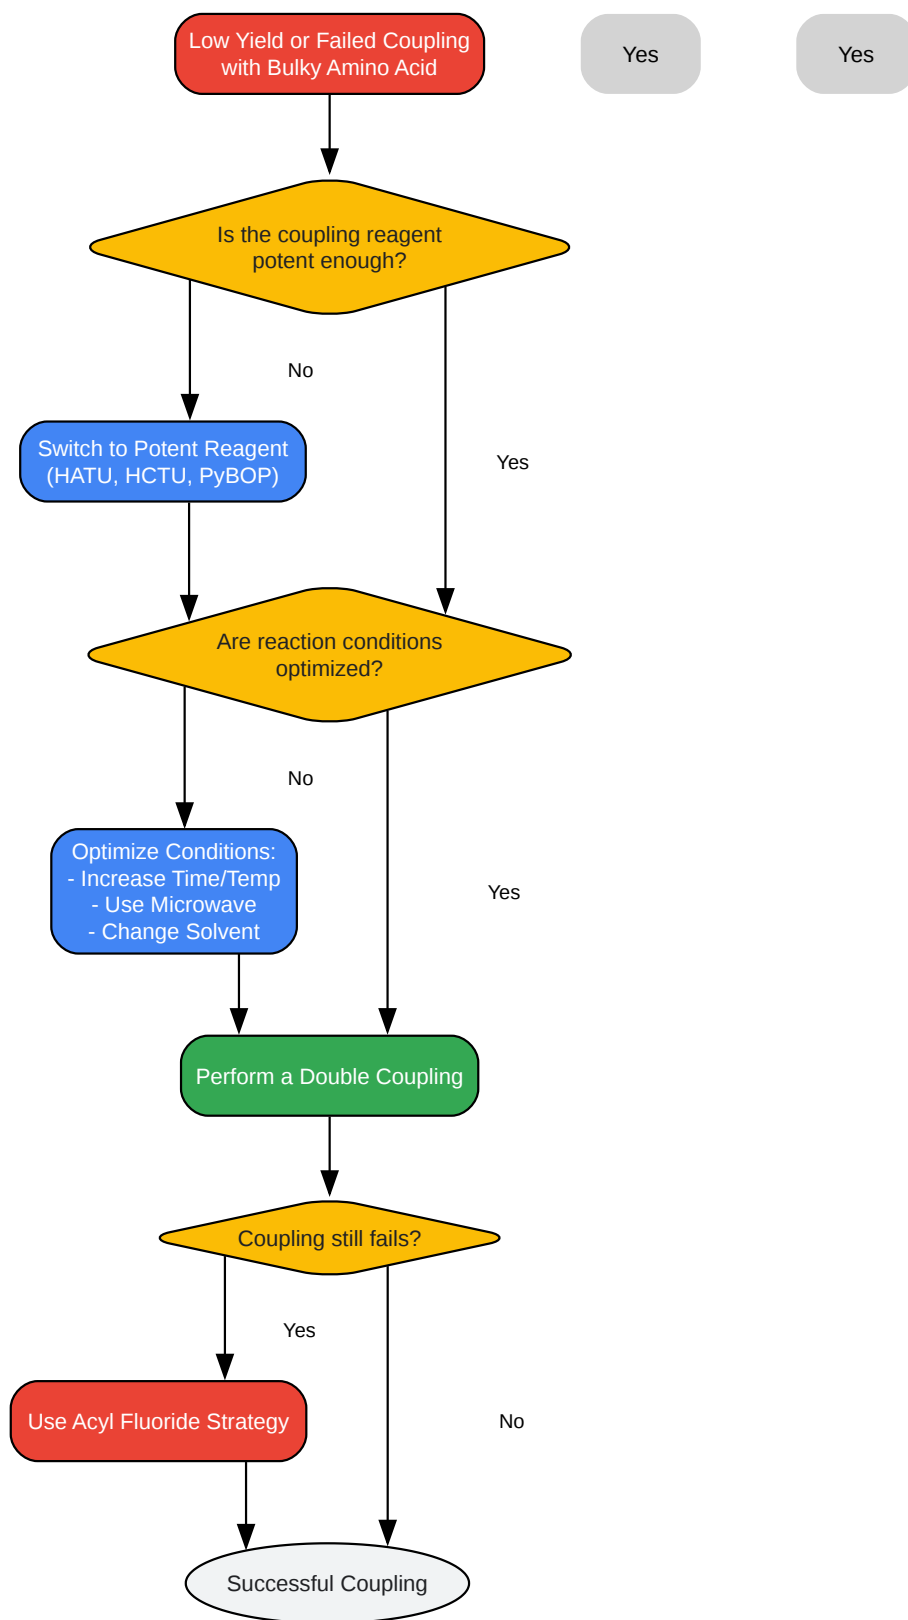 Low Yield or Failed Coupling
with Bulky Amino Acid
Yes
Yes
Is the coupling reagent
potent enough?
No
Switch to Potent Reagent
(HATU, HCTU, PyBOP)
Yes
Are reaction conditions
optimized?
No
Optimize Conditions:
- Increase Time/Temp
- Use Microwave
- Change Solvent
Yes
Perform a Double Coupling
Coupling still fails?
Yes
Use Acyl Fluoride Strategy
No
Successful Coupling